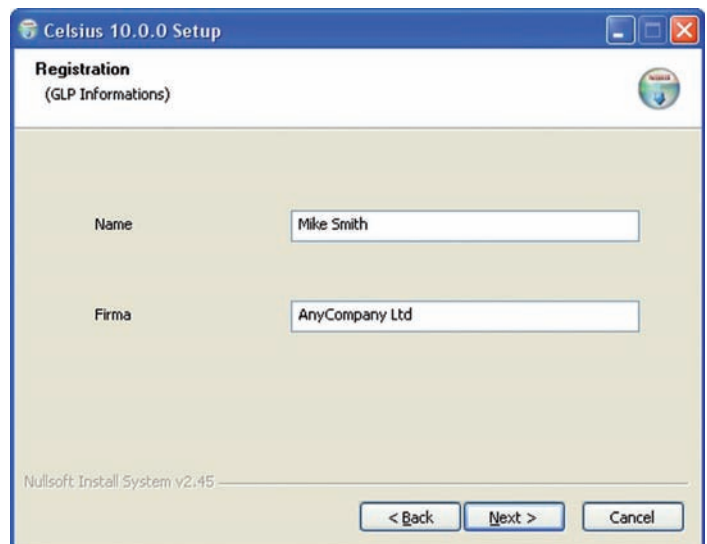 Celsius 10.0.0 Setup
Registration
(GLP Informations)
Name
Mike Smith
Firma
AnyCompany Ltd
Nullsoft Install System v2.45
< Back
Next >
Cancel